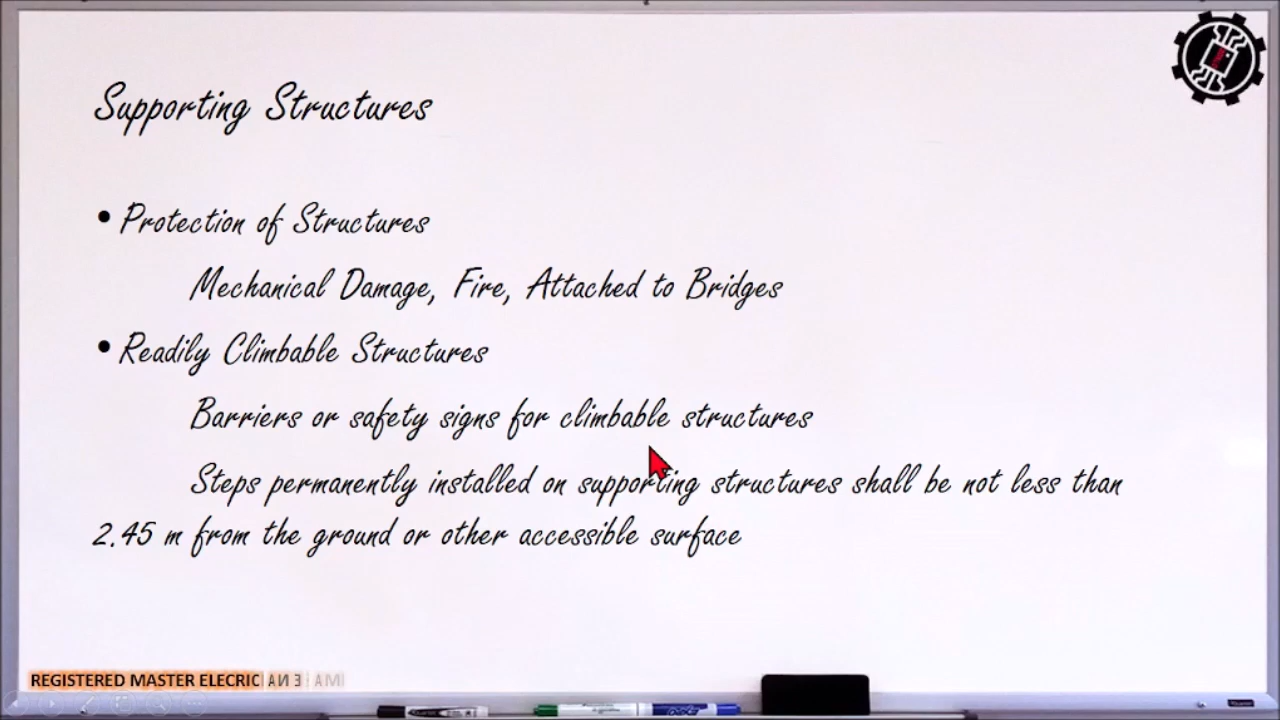 Supporting Structures
• Protection of Structures
Mechanical Damage, Fire, Attached to Bridges
• Readily Climbable Structures
Barriers or safety signs for climbable structures
Steps permanently installed on supporting structures shall be not less than
2.45 m from the ground or other accessible surface
REGISTERED MASTER ELECRIC